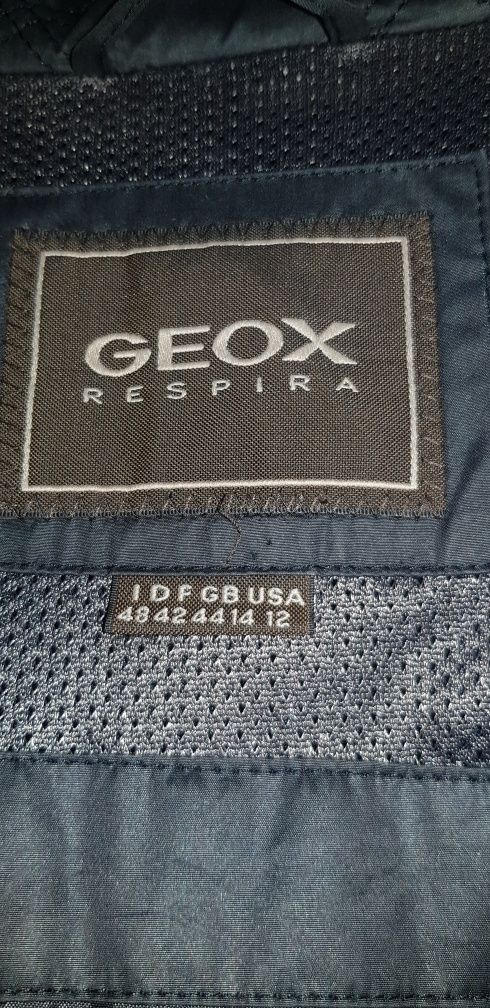 GEOX
RESPIRA
I D F GB USA
48 42 44 14 12